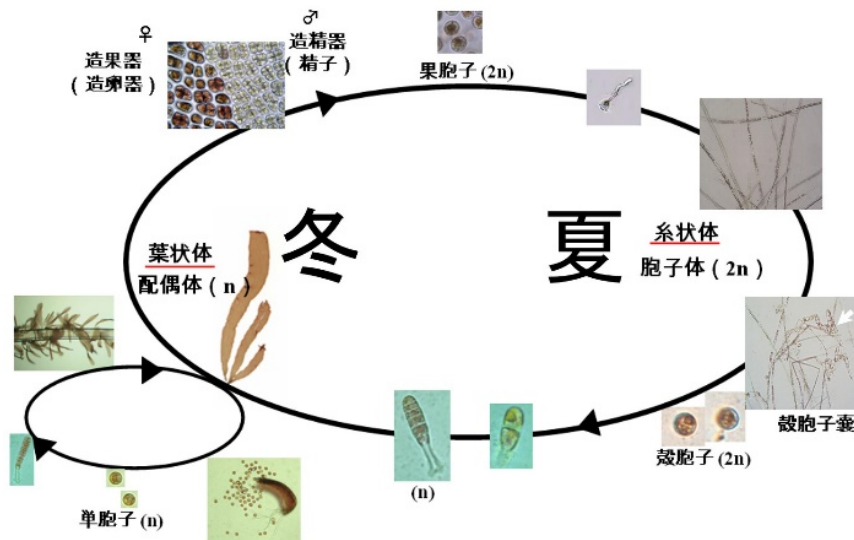 ♀
造果器
(造卵器)
♂
造精器
(精子)
果胞子 (2n)
冬
夏
葉状体
配偶体(n)
糸状体
胞子体(2n)
殻胞子嚢
殻胞子 (2n)
(n)
単胞子 (n)